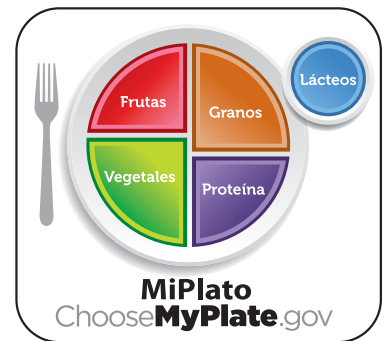 Lácteos
Frutas
Granos
Vegetales
Proteína
MiPlato
ChooseMyPlate.gov